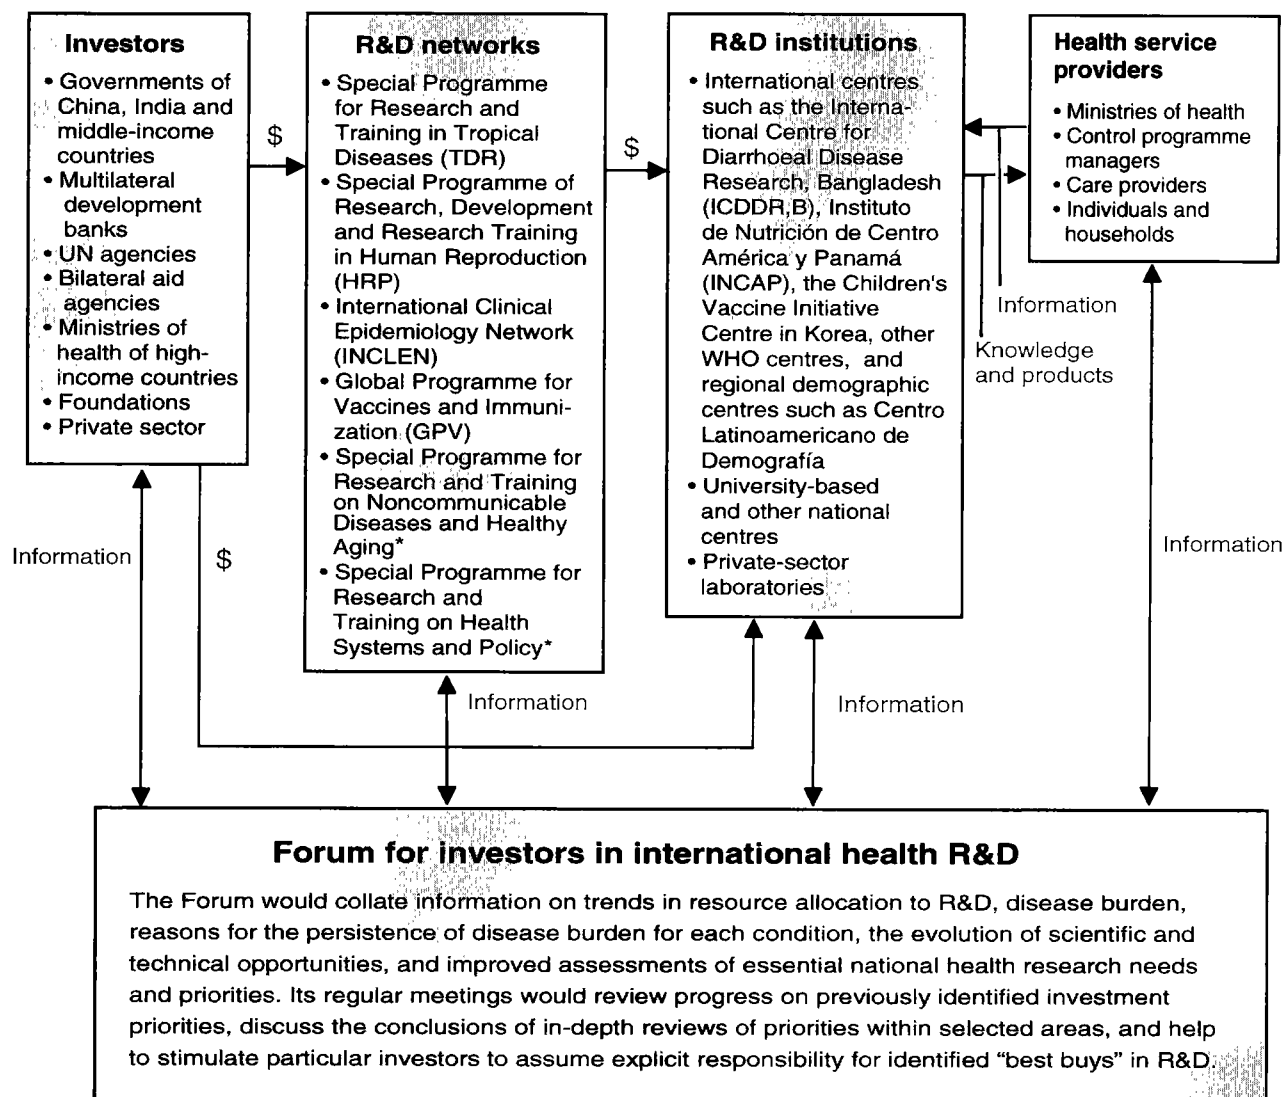 Investors
• Governments of
China, India and
middle-income
countries
• Multilateral
development
banks
• UN agencies
• Bilateral aid
agencies
• Ministries of
health of high-
income countries
• Foundations
• Private sector
$
R&D networks
• Special Programme
for Research and
Training in Tropical
Diseases (TDR)
• Special Programme of
Research, Development
and Research Training
in Human Reproduction
(HRP)
• International Clinical
Epidemiology Network
(INCLEN)
• Global Programme for
Vaccines and Immuni-
zation (GPV)
• Special Programme for
Research and Training
on Noncommunicable
Diseases and Healthy
Aging*
• Special Programme for
Research and
Training on Health
Systems and Policy*
$
R&D institutions
• International centres
such as the Interna-
tional Centre for
Diarrhoeal Disease
Research, Bangladesh
(ICDDR,B), Instituto
de Nutrición de Centro
América y Panamá
(INCAP), the Children's
Vaccine Initiative
Centre in Korea, other
WHO centres, and
regional demographic
centres such as Centro
Latinoamericano de
Demografía
• University-based
and other national
centres
• Private-sector
laboratories
Health service
providers
• Ministries of health
• Control programme
managers
• Care providers
• Individuals and
households
Information
Knowledge
and products
Information
$
Information
Information
Information
Forum for investors in international health R&D
The Forum would collate information on trends in resource allocation to R&D, disease burden,
reasons for the persistence of disease burden for each condition, the evolution of scientific and
technical opportunities, and improved assessments of essential national health research needs
and priorities. Its regular meetings would review progress on previously identified investment
priorities, discuss the conclusions of in-depth reviews of priorities within selected areas, and help
to stimulate particular investors to assume explicit responsibility for identified “best buys” in R&D.